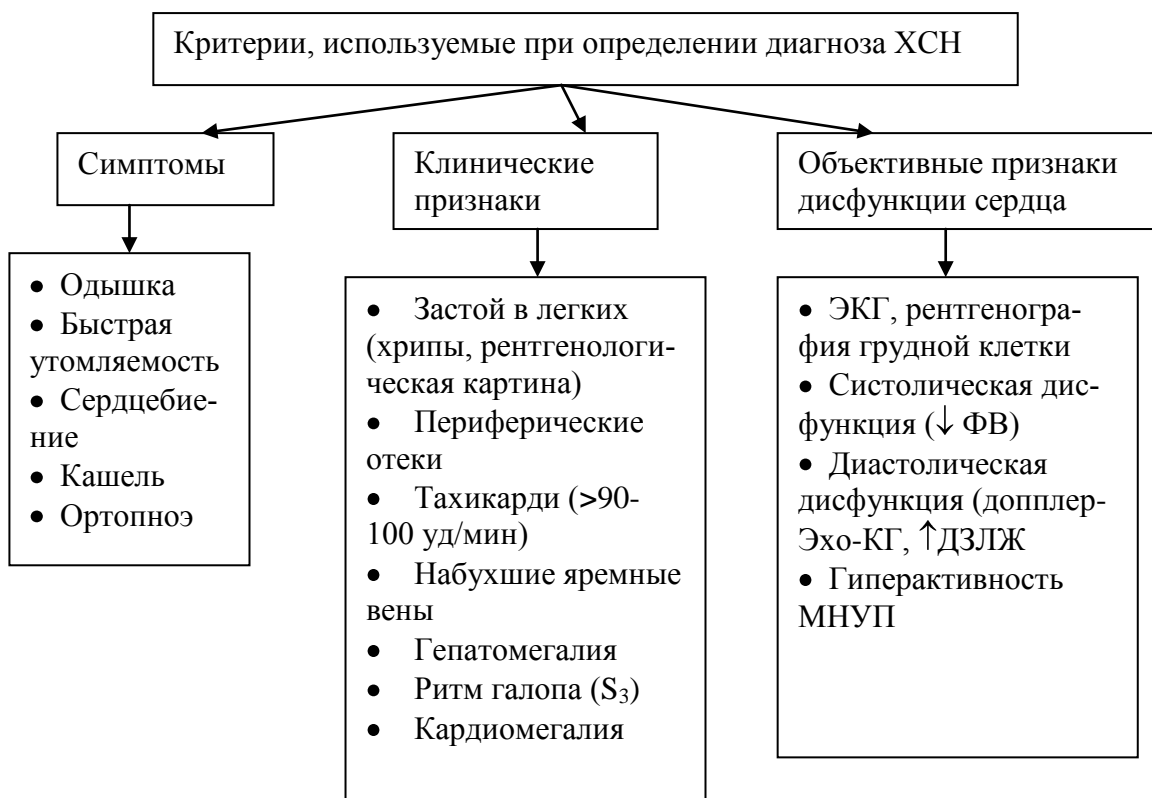 Критерии, используемые при определении диагноза ХСН
Симптомы
• Одышка
• Быстрая
утомляемость
• Сердцебие-
ние
• Кашель
• Ортопноэ
Клинические
признаки
• Застой в легких
(хрипы, рентгенологи-
ческая картина)
• Периферические
отеки
• Тахикарди (>90-
100 уд/мин)
• Набухшие яремные
вены
• Гепатомегалия
• Ритм галопа (S₃)
• Кардиомегалия
Объективные признаки
дисфункции сердца
• ЭКГ, рентгеногра-
фия грудной клетки
• Систолическая дис-
функция (↓ ФВ)
• Диастолическая
дисфункция (допплер-
Эхо-КГ, ↑ДЗЛЖ
• Гиперактивность
МНУП